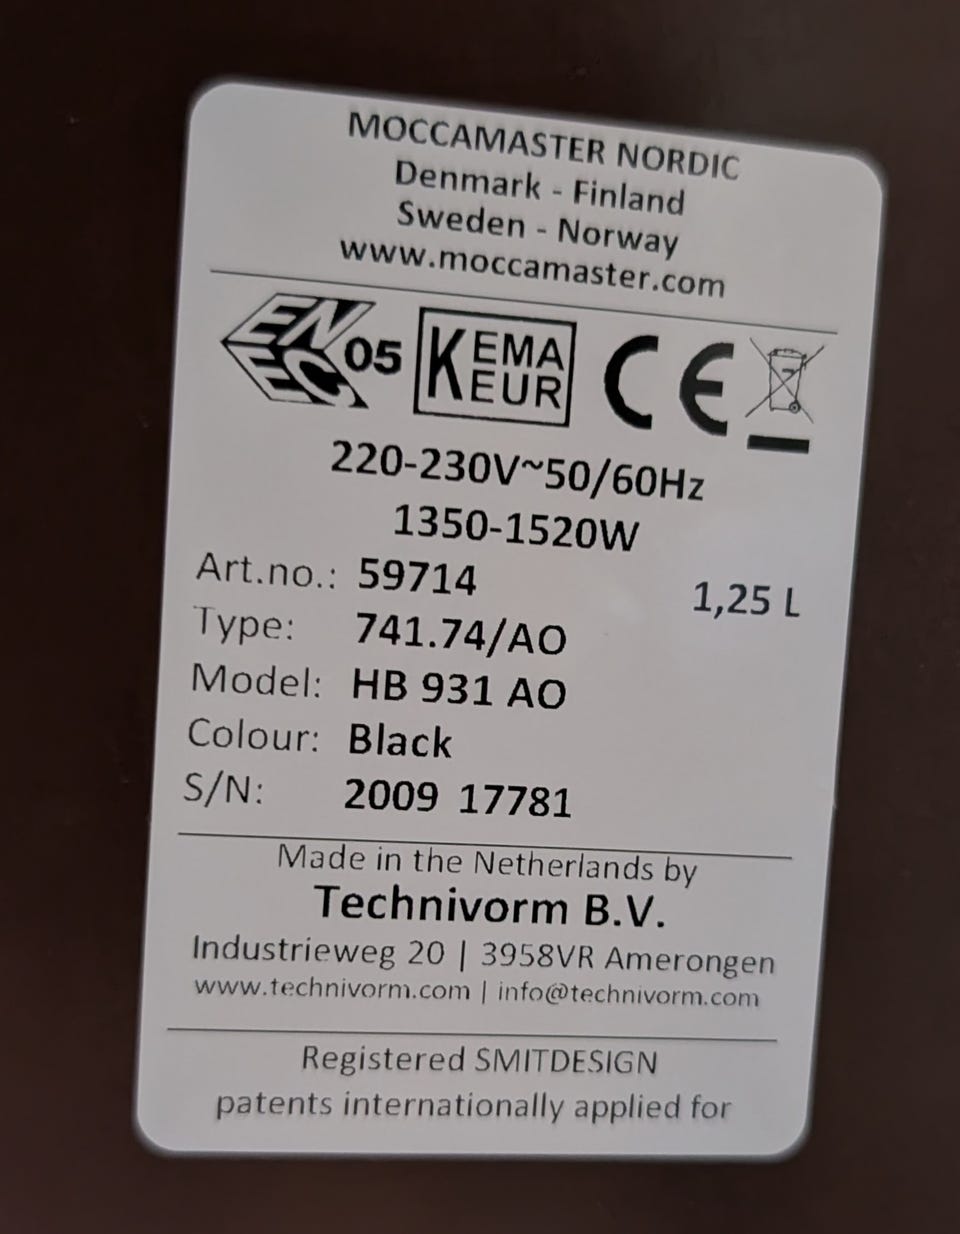 MOCCAMASTER NORDIC
Denmark - Finland
Sweden - Norway
www.moccamaster.com
EN EC 05 KEMA KEUR CE
220-230V~50/60Hz
1350-1520W
Art.no.: 59714 1,25 L
Type: 741.74/AO
Model: HB 931 AO
Colour: Black
S/N: 2009 17781
Made in the Netherlands by
Technivorm B.V.
Industrieweg 20 | 3958VR Amerongen
www.technivorm.com | info@technivorm.com
Registered SMITDESIGN
patents internationally applied for